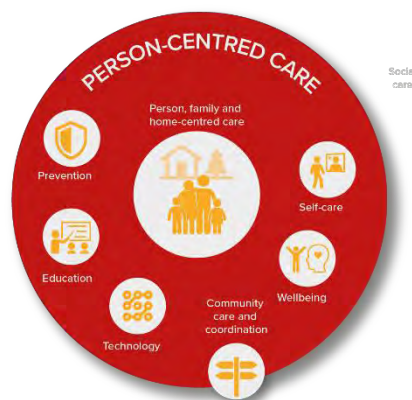 PERSON-CENTRED CARE
Person, family and
home-centred care
Prevention
Self-care
Education
Wellbeing
Community
care and
coordination
Technology